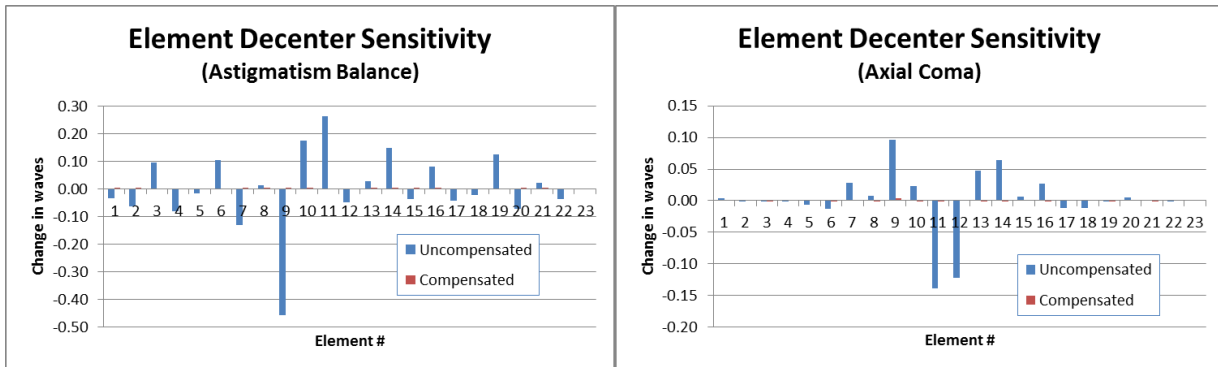 Element Decenter Sensitivity
(Astigmatism Balance)
Change in waves
0.30
0.20
0.10
0.00
-0.10
-0.20
-0.30
-0.40
-0.50
1 2 3 4 5 6 7 8 9 10 11 12 13 14 15 16 17 18 19 20 21 22 23
Uncompensated
Compensated
Element #
Element Decenter Sensitivity
(Axial Coma)
Change in waves
0.15
0.10
0.05
0.00
-0.05
-0.10
-0.15
-0.20
1 2 3 4 5 6 7 8 9 10 11 12 13 14 15 16 17 18 19 20 21 22 23
Uncompensated
Compensated
Element #